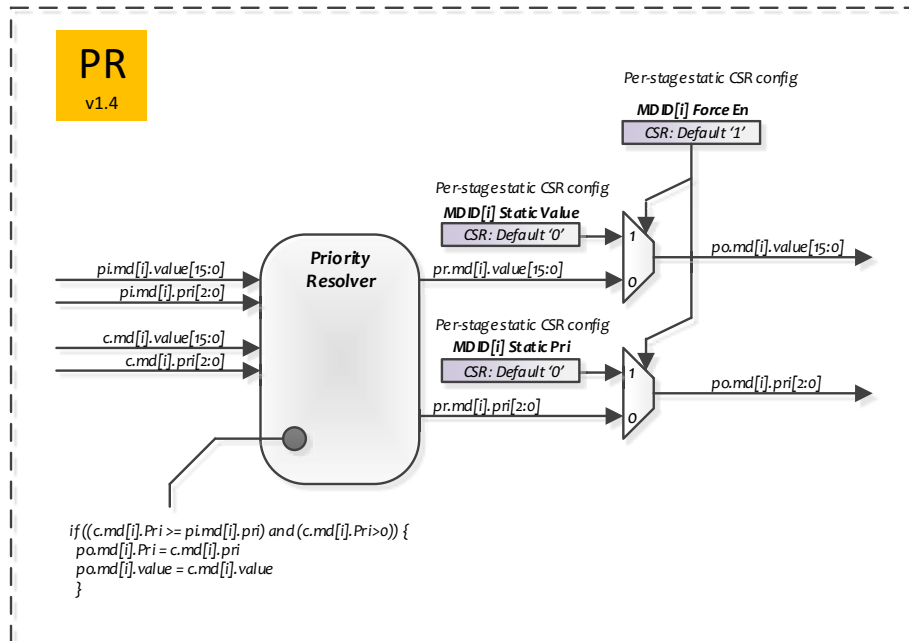 PR
v1.4
Per-stage static CSR config
MDID[i] Force En
CSR: Default ‘1’
Per-stage static CSR config
MDID[i] Static Value
CSR: Default ‘0’
1
0
po.md[i].value[15:0]
Priority
Resolver
pi.md[i].value[15:0]
pi.md[i].pri[2:0]
c.md[i].value[15:0]
c.md[i].pri[2:0]
pr.md[i].value[15:0]
Per-stage static CSR config
MDID[i] Static Pri
CSR: Default ‘0’
1
0
po.md[i].pri[2:0]
pr.md[i].pri[2:0]
if ((c.md[i].Pri >= pi.md[i].pri) and (c.md[i].Pri>0)) {
po.md[i].Pri = c.md[i].pri
po.md[i].value = c.md[i].value
}